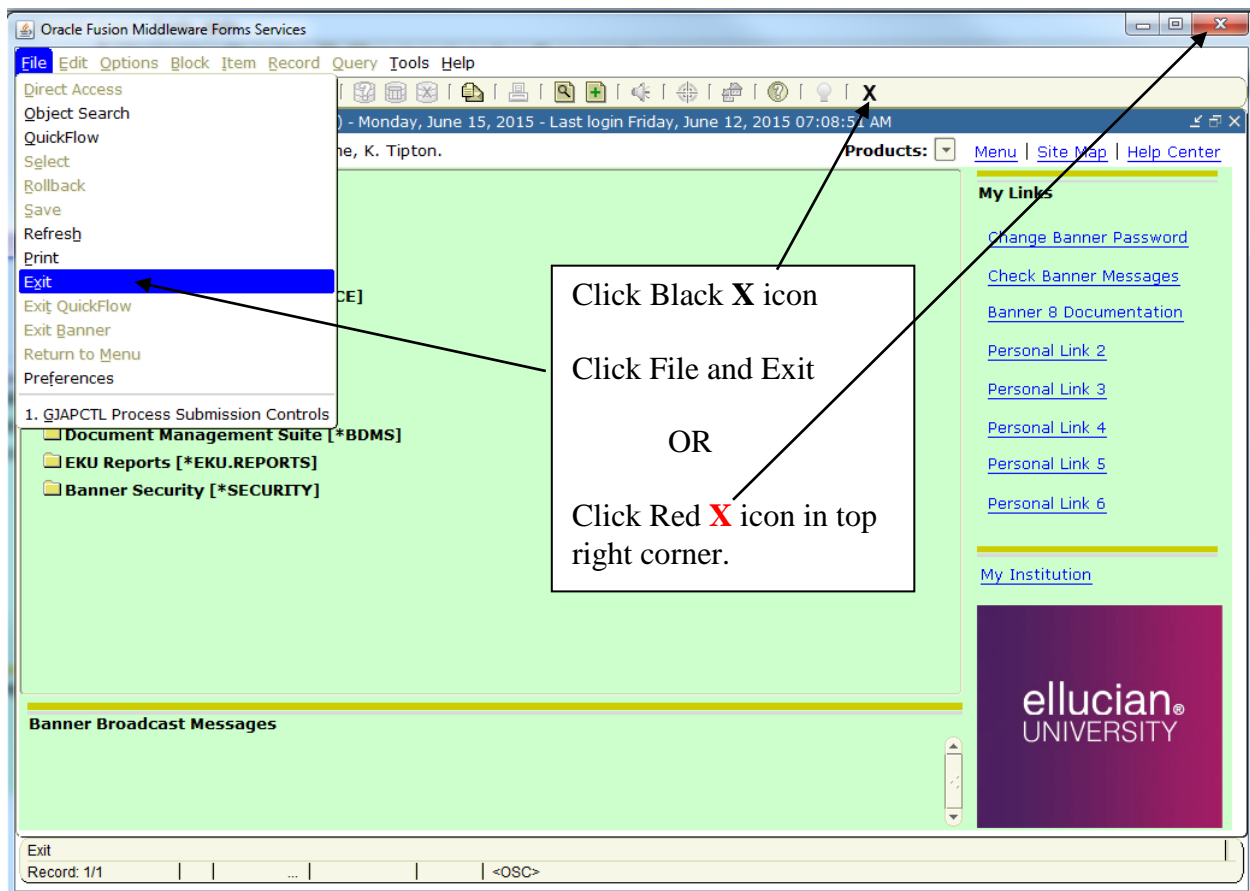 Oracle Fusion Middleware Forms Services
File Edit Options Block Item Record Query Tools Help
Direct Access
Object Search
QuickFlow
Select
Rollback
Save
Refresh
Print
Exit
Exit QuickFlow
Exit Banner
Return to Menu
Preferences
1. GJAPCTL Process Submission Controls
X
) - Monday, June 15, 2015 - Last login Friday, June 12, 2015 07:08:51 AM
K. Tipton.
Products:
Menu | Site Map | Help Center
CE]
Document Management Suite [*BDMS]
EKU Reports [*EKU.REPORTS]
Banner Security [*SECURITY]
Click Black X icon
Click File and Exit
OR
Click Red X icon in top
right corner.
My Links
Change Banner Password
Check Banner Messages
Banner 8 Documentation
Personal Link 2
Personal Link 3
Personal Link 4
Personal Link 5
Personal Link 6
My Institution
ellucian®
UNIVERSITY
Banner Broadcast Messages
Exit
Record: 1/1 | | ... | | | <OSC>